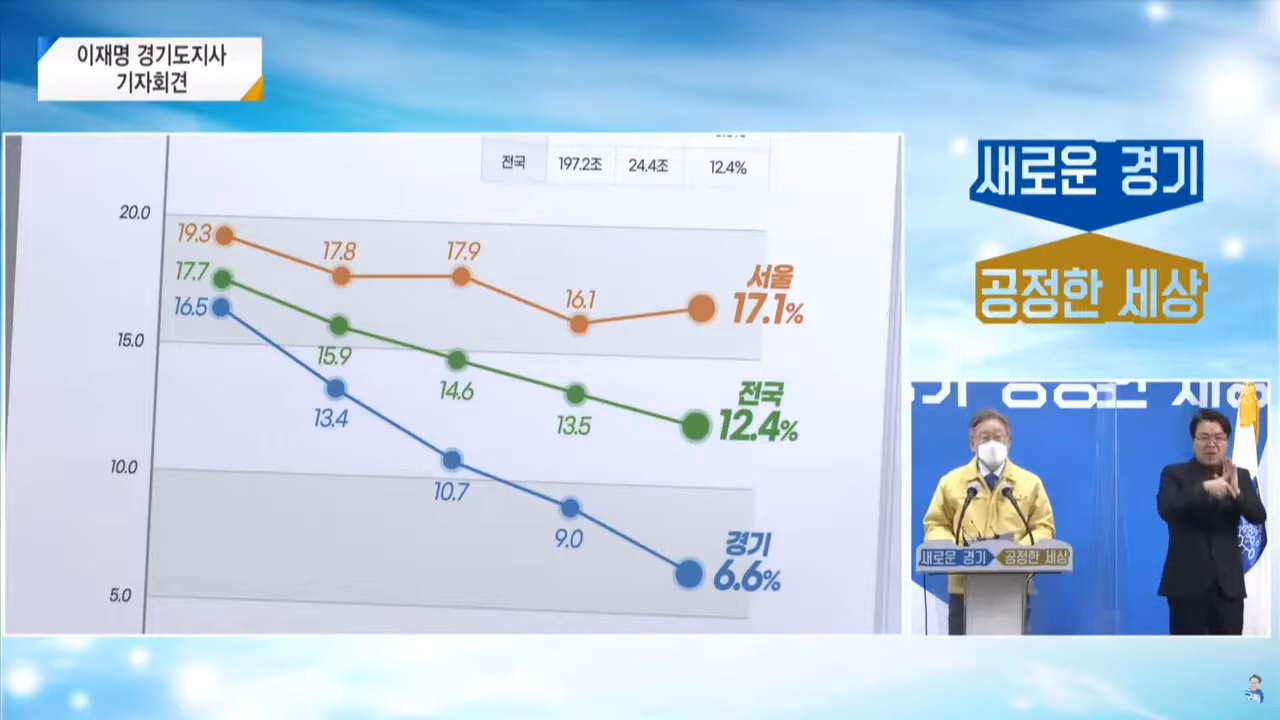 이재명 경기도지사
기자회견
전국 197.2조 24.4조 12.4%
20.0
15.0
10.0
5.0
19.3
17.8
17.9
16.1
서울
17.1%
17.7
15.9
14.6
13.5
전국
12.4%
16.5
13.4
10.7
9.0
경기
6.6%
새로운 경기
공정한 세상
새로운 경기 공정한 세상